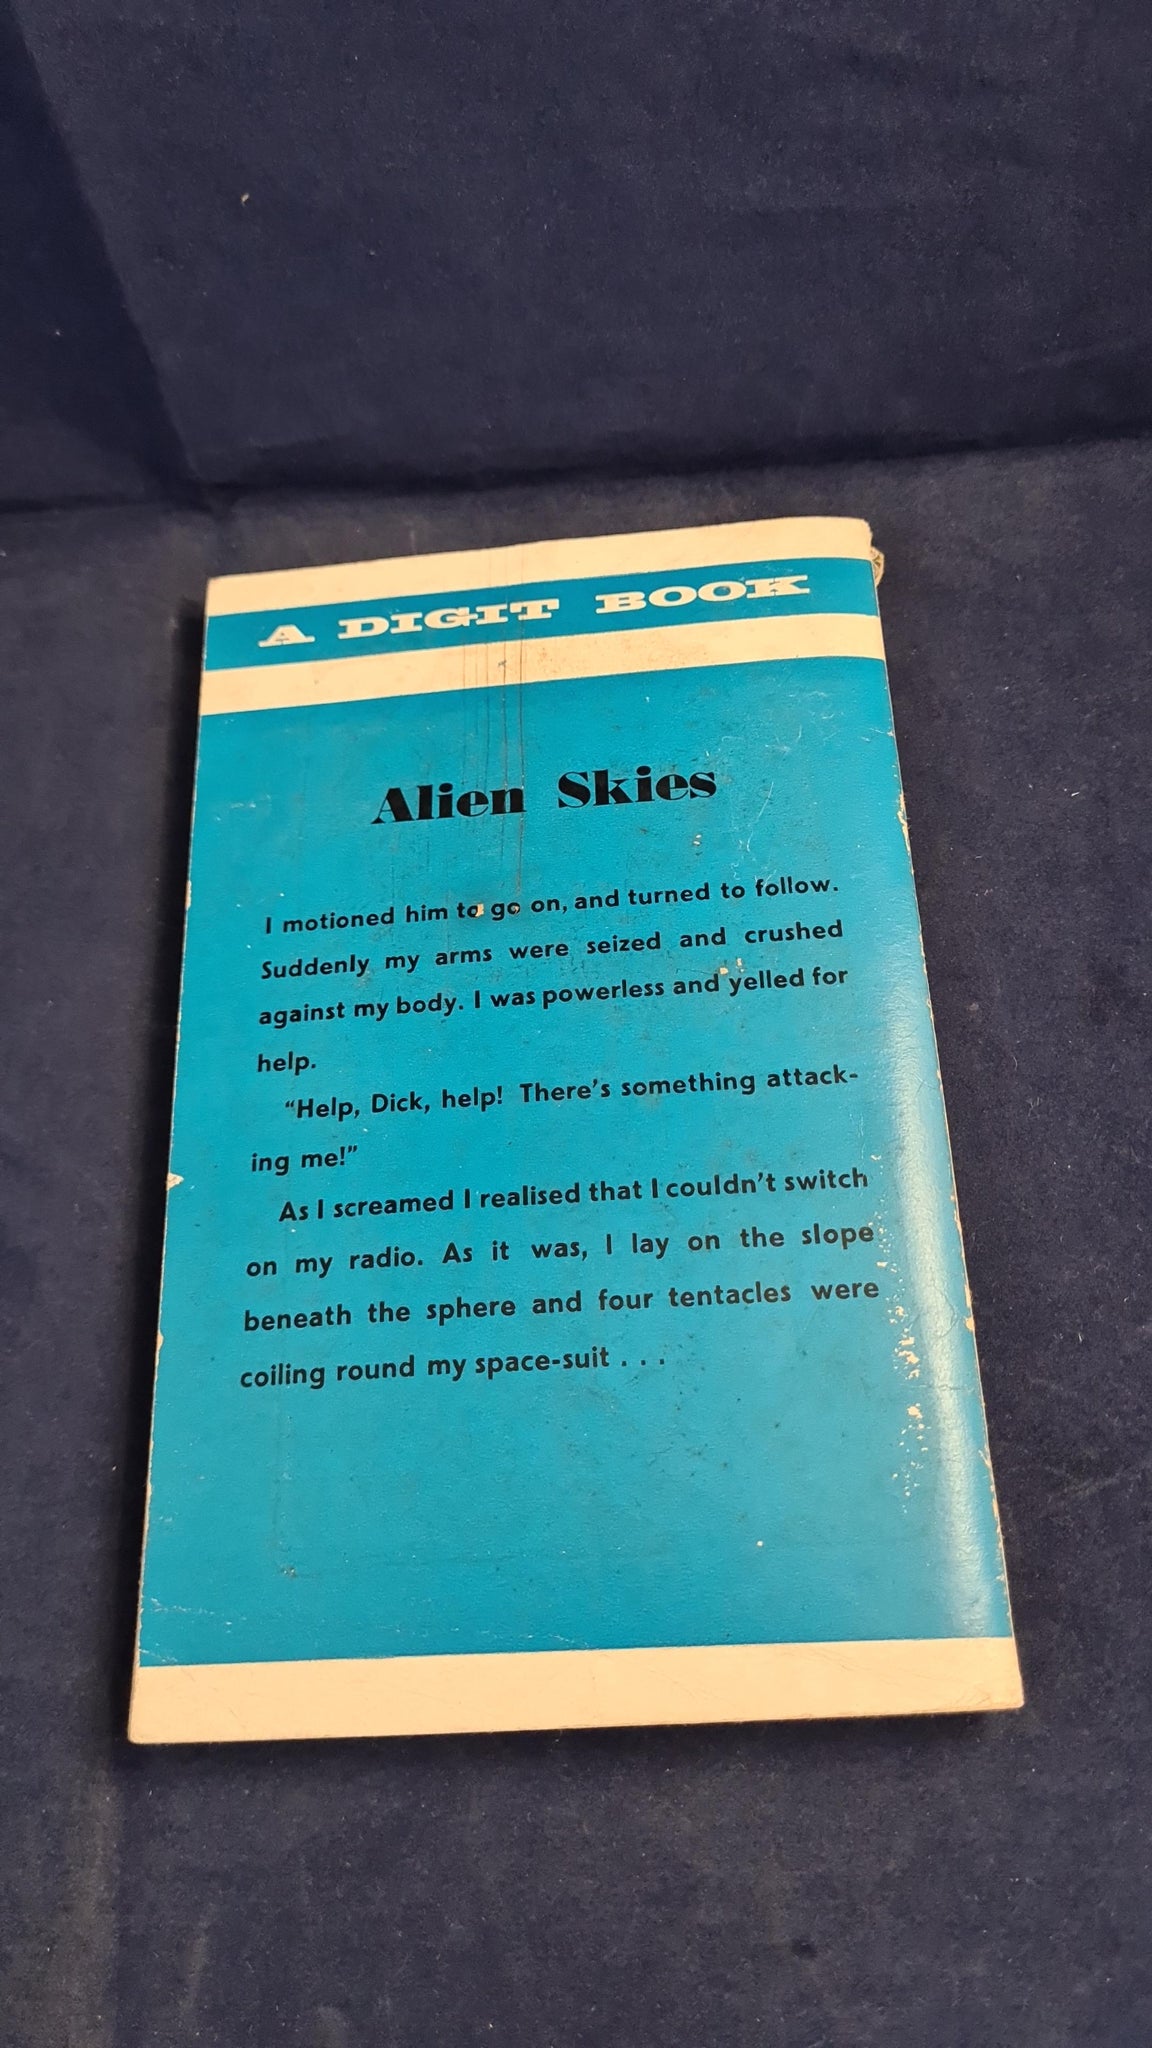 A DIGIT BOOK
Alien Skies
I motioned him to go on, and turned to follow.
Suddenly my arms were seized and crushed
against my body. I was powerless and yelled for
help.
“Help, Dick, help! There’s something attack-
ing me!”
As I screamed I realised that I couldn’t switch
on my radio. As it was, I lay on the slope
beneath the sphere and four tentacles were
coiling round my space-suit . . .